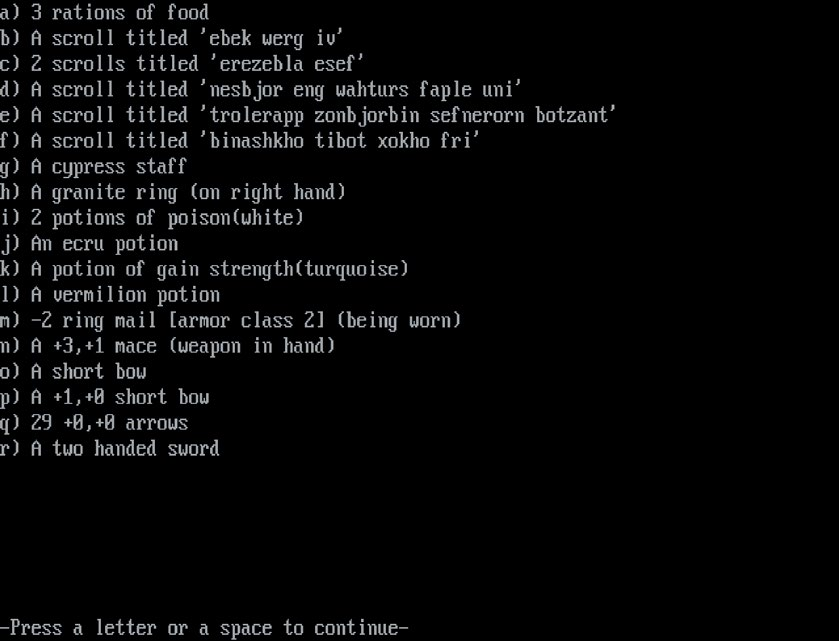 a) 3 rations of food
b) A scroll titled 'ebek werg iv'
c) 2 scrolls titled 'erezebla esef'
d) A scroll titled 'nesbjor eng wahturs faple uni'
e) A scroll titled 'trolerapp zonbjorbin sefnerorn botzant'
f) A scroll titled 'binashkho tibot xokho fri'
g) A cypress staff
h) A granite ring (on right hand)
i) 2 potions of poison(white)
j) An ecru potion
k) A potion of gain strength(turquoise)
l) A vermilion potion
m) -2 ring mail [armor class 2] (being worn)
n) A +3,+1 mace (weapon in hand)
o) A short bow
p) A +1,+0 short bow
q) 29 +0,+0 arrows
r) A two handed sword
-Press a letter or a space to continue-